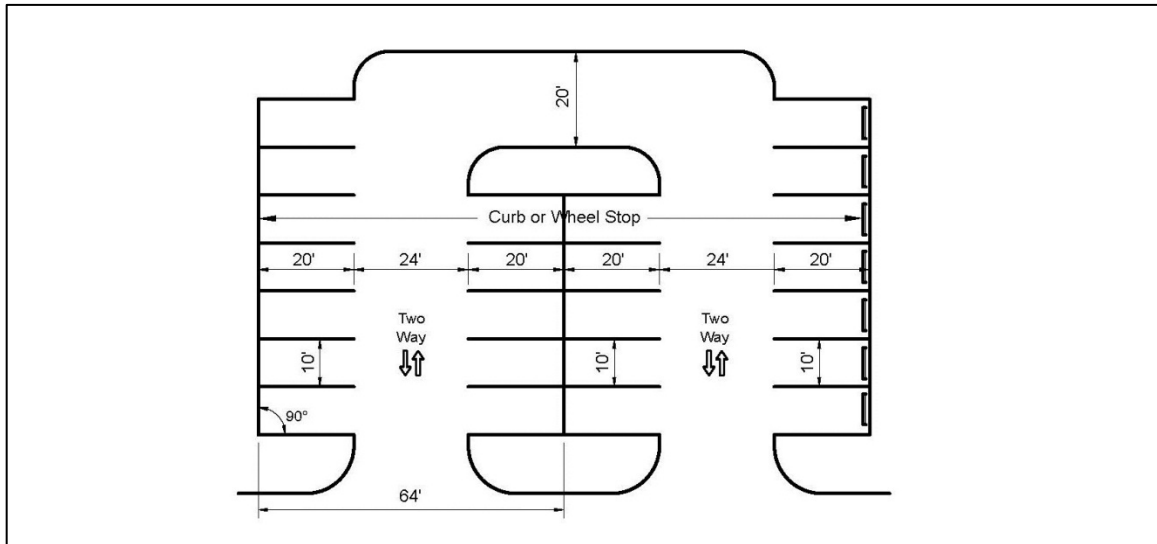 20'
Curb or Wheel Stop
20' 24' 20' 20' 24' 20'
Two
Way
Two
Way
10' 10' 10'
90°
64'